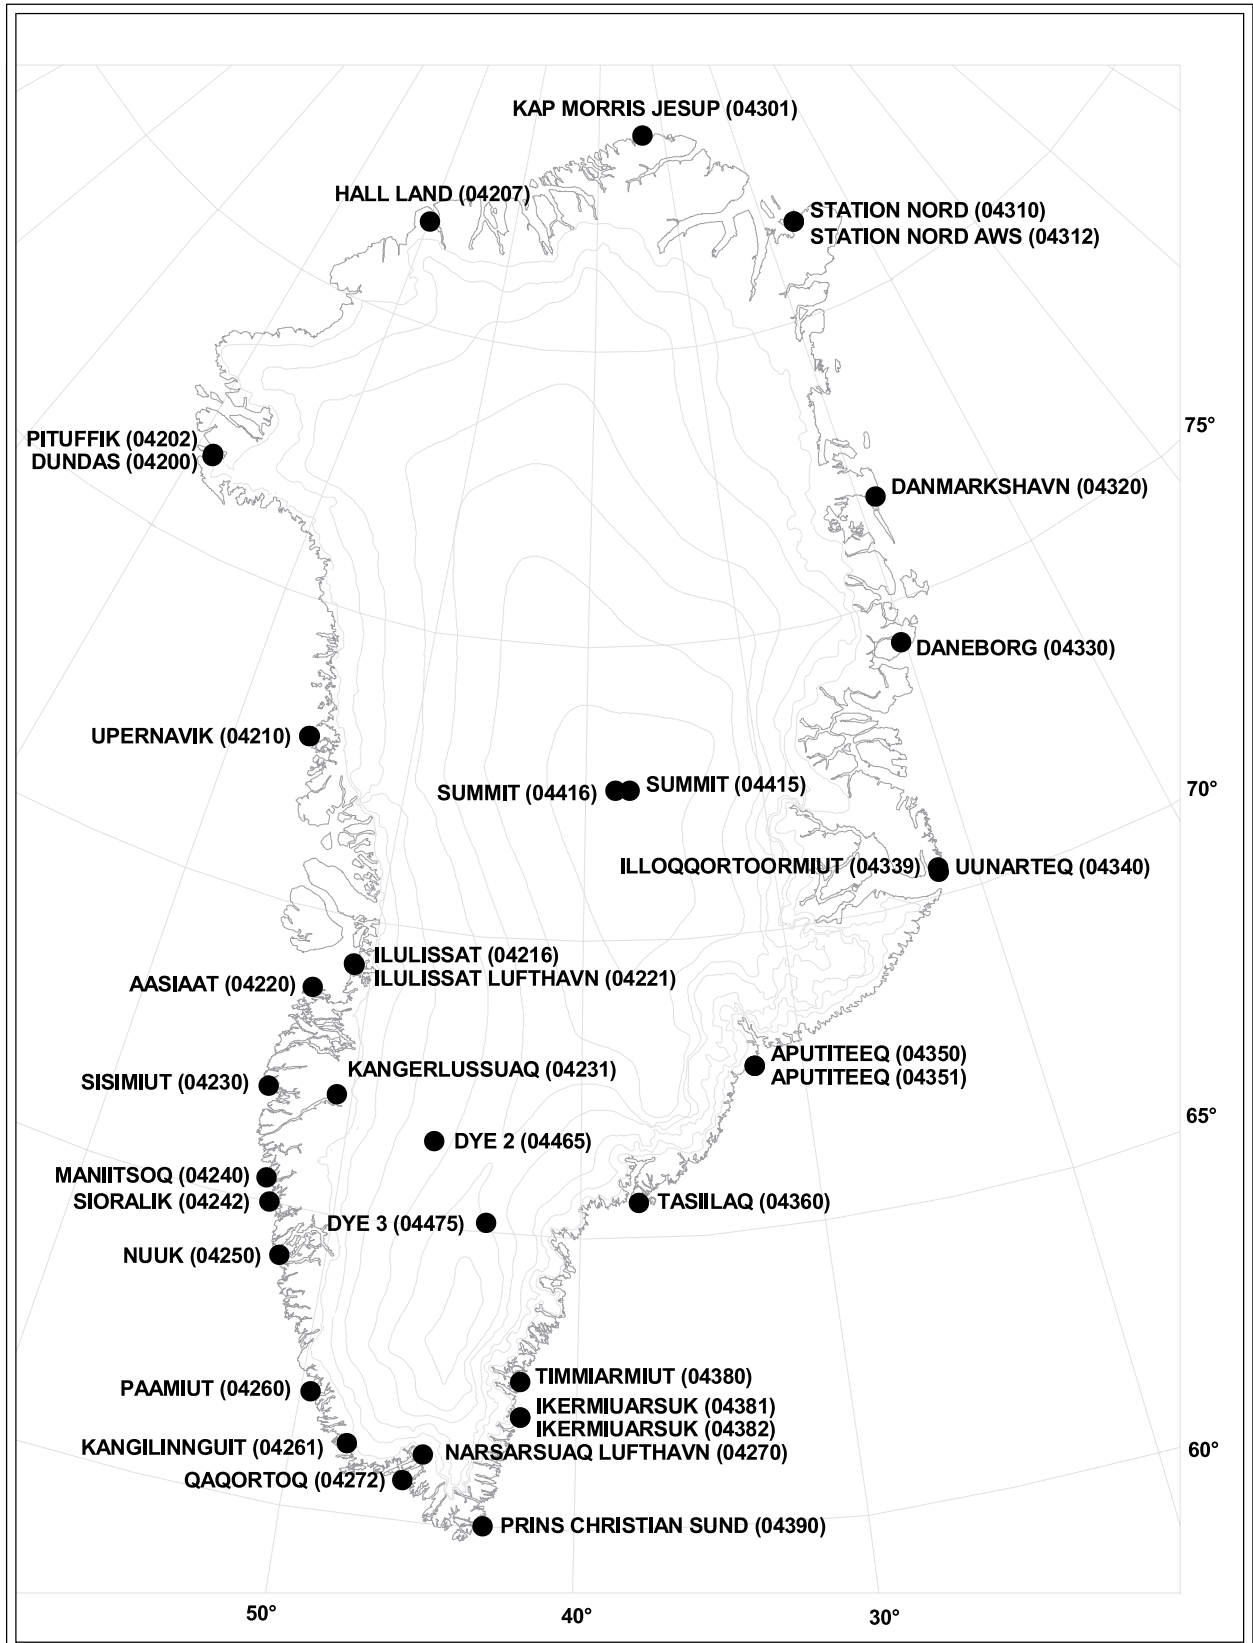 KAP MORRIS JESUP (04301)
HALL LAND (04207)
STATION NORD (04310)
STATION NORD AWS (04312)
75°
PITUFFIK (04202)
DUNDAS (04200)
DANMARKSHAVN (04320)
DANEBORG (04330)
UPERNAVIK (04210)
SUMMIT (04416)
SUMMIT (04415)
70°
ILLOQQORTOORMIUT (04339)
UUNARTEQ (04340)
ILULISSAT (04216)
ILULISSAT LUFTHAVN (04221)
AASIAAT (04220)
APUTITEEQ (04350)
APUTITEEQ (04351)
KANGERLUSSUAQ (04231)
SISIMIUT (04230)
65°
DYE 2 (04465)
MANIITSOQ (04240)
SIORALIK (04242)
TASIILAQ (04360)
DYE 3 (04475)
NUUK (04250)
TIMMIARMIUT (04380)
PAAMIUT (04260)
IKERMIUARSUK (04381)
IKERMIUARSUK (04382)
KANGILINNGUIT (04261)
NARSARSUAQ LUFTHAVN (04270)
60°
QAQORTOQ (04272)
PRINS CHRISTIAN SUND (04390)
50°
40°
30°